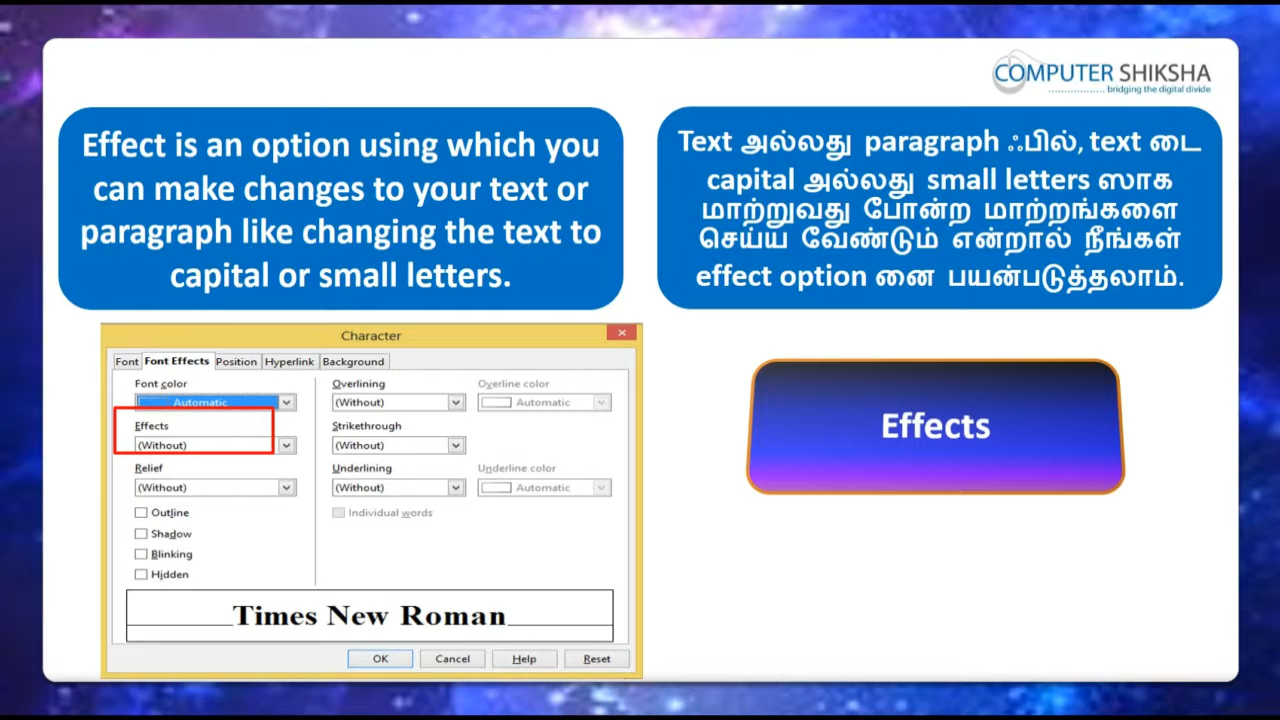 COMPUTER SHIKSHA
bridging the digital divide
Effect is an option using which you
can make changes to your text or
paragraph like changing the text to
capital or small letters.
Text அல்லது paragraph ஃபில், text டை
capital அல்லது small letters ஸாக
மாற்றுவது போன்ற மாற்றங்களை
செய்ய வேண்டும் என்றால் நீங்கள்
effect option னை பயன்படுத்தலாம்.
Character
Font Font Effects Position Hyperlink Background
Font color Overlining Overline color
Automatic (Without) Automatic
Effects Strikethrough
(Without) (Without)
Relief Underlining Underline color
(Without) (Without) Automatic
Outline Individual words
Shadow
Blinking
Hidden
Times New Roman
OK Cancel Help Reset
Effects